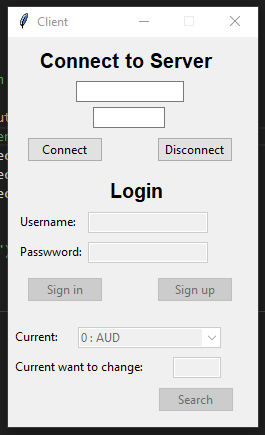 Client
Connect to Server
Connect Disconnect
Login
Username:
Passwword:
Sign in Sign up
Current: 0 : AUD
Current want to change:
Search